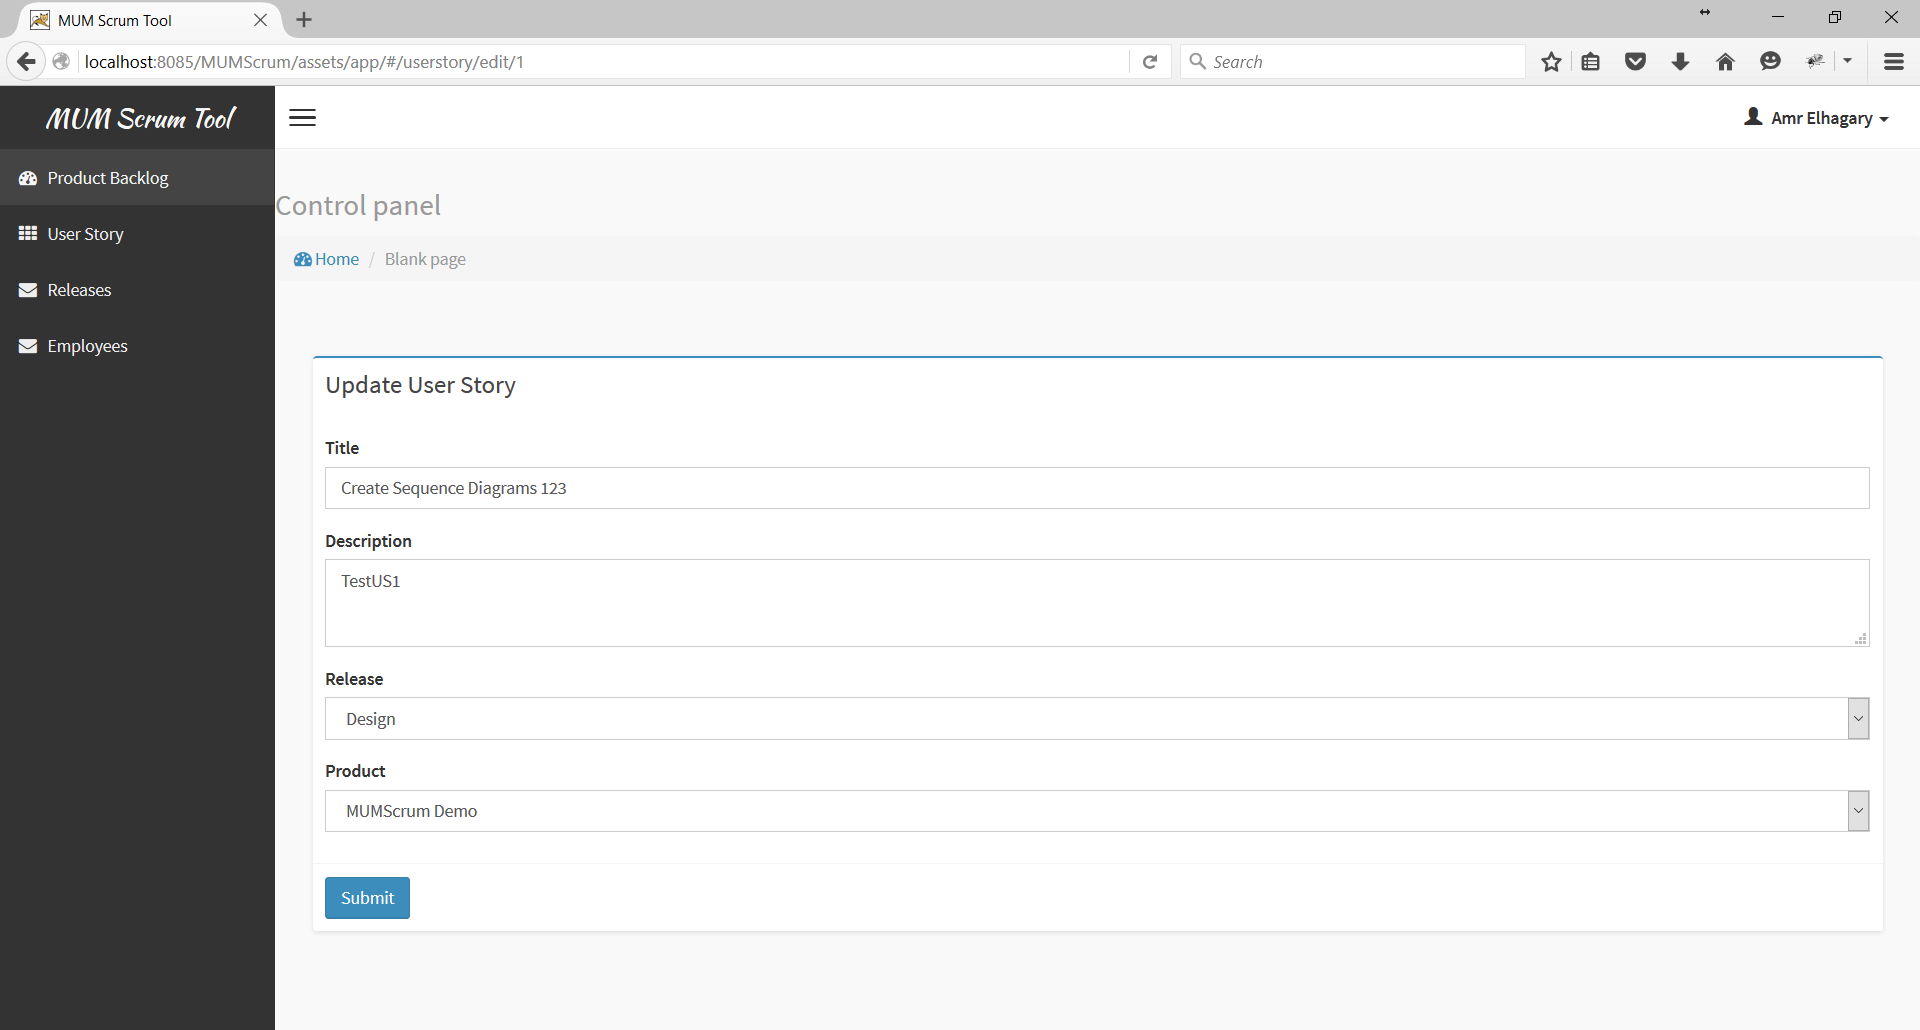 MUM Scrum Tool
localhost:8085/MUMScrum/assets/app/#/userstory/edit/1
Search
MUM Scrum Tool
Amr Elhagary
Product Backlog
User Story
Releases
Employees
Control panel
Home / Blank page
Update User Story
Title
Create Sequence Diagrams 123
Description
TestUS1
Release
Design
Product
MUMScrum Demo
Submit